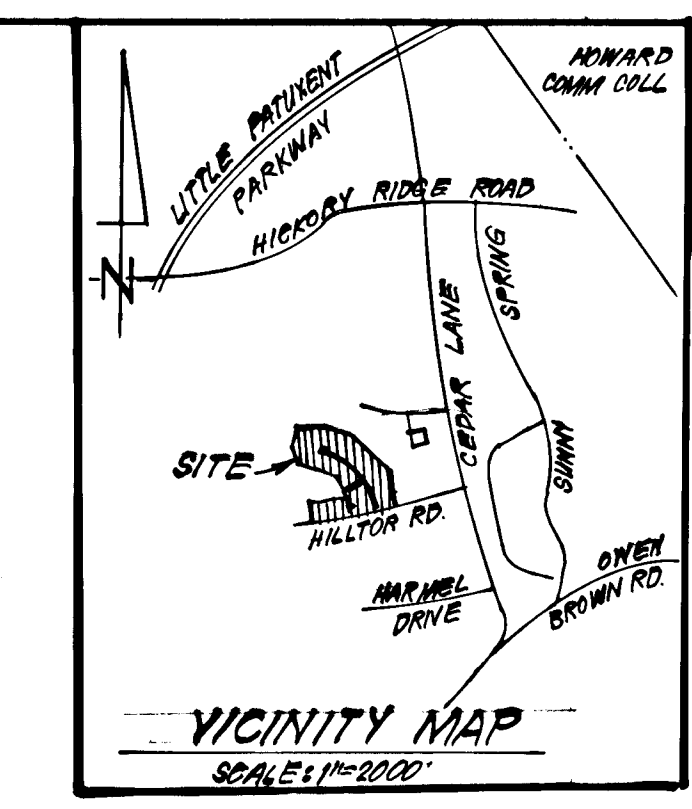 HOWARD
COMM COLL
LITTLE PATUXENT
PARKWAY
HICKORY RIDGE ROAD
N
CEDAR LANE
SPRING
SUNNY
SITE
HILLTOR RD.
HARMEL
DRIVE
OWEN
BROWN RD.
VICINITY MAP
SCALE: 1"=2000'